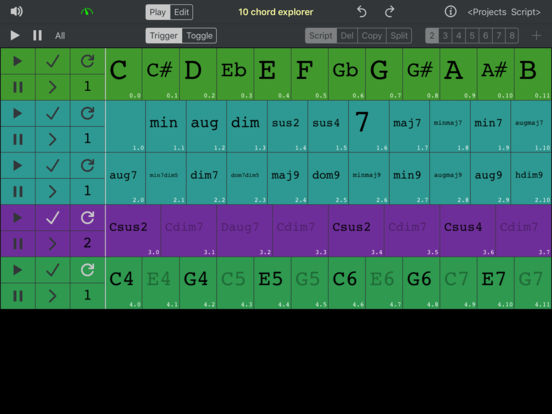 Play Edit 10 chord explorer <Projects Script>
All Trigger Toggle Script Del Copy Split 2 3 4 5 6 7 8
C C# D Eb E F Gb G G# A A# B
1 0.0 0.1 0.2 0.3 0.4 0.5 0.6 0.7 0.8 0.9 0.10 0.11
min aug dim sus2 sus4 7 maj7 minmaj7 min7 augmaj7
1 1.0 1.1 1.2 1.3 1.4 1.5 1.6 1.7 1.8 1.9 1.10
aug7 min7dim5 dim7 dom7dim5 maj9 dom9 minmaj9 min9 augmaj9 aug9 hdim9
1 2.0 2.1 2.2 2.3 2.4 2.5 2.6 2.7 2.8 2.9 2.10
Csus2 Cdim7 Daug7 Cdim7 Csus2 Cdim7 Csus4 Cdim7
2 3.0 3.1 3.2 3.3 3.4 3.5 3.6 3.7
C4 E4 G4 C5 E5 G5 C6 E6 G6 C7 E7 G7
1 4.0 4.1 4.2 4.3 4.4 4.5 4.6 4.7 4.8 4.9 4.10 4.11